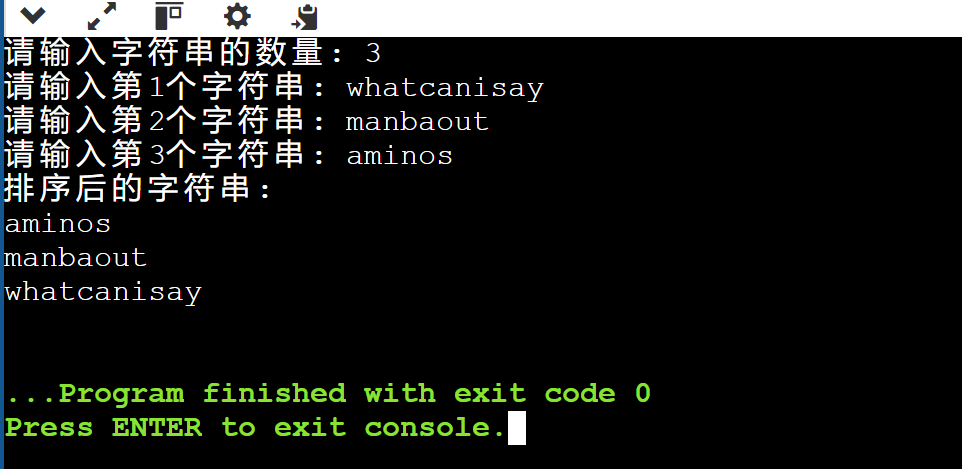 请输入字符串的数量: 3
请输入第1个字符串: whatcanisay
请输入第2个字符串: manbaout
请输入第3个字符串: aminos
排序后的字符串:
aminos
manbaout
whatcanisay
...Program finished with exit code 0
Press ENTER to exit console.